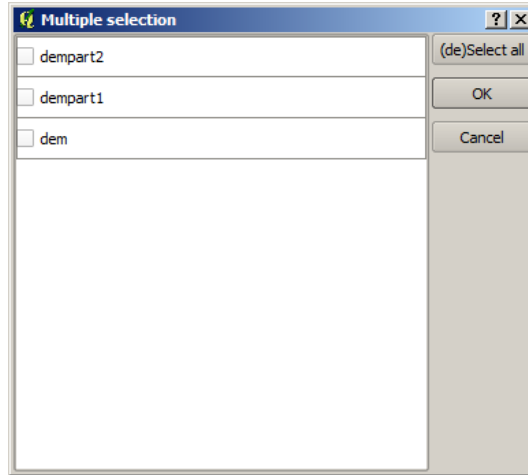 Multiple selection
dempart2
(de)Select all
dempart1
OK
dem
Cancel